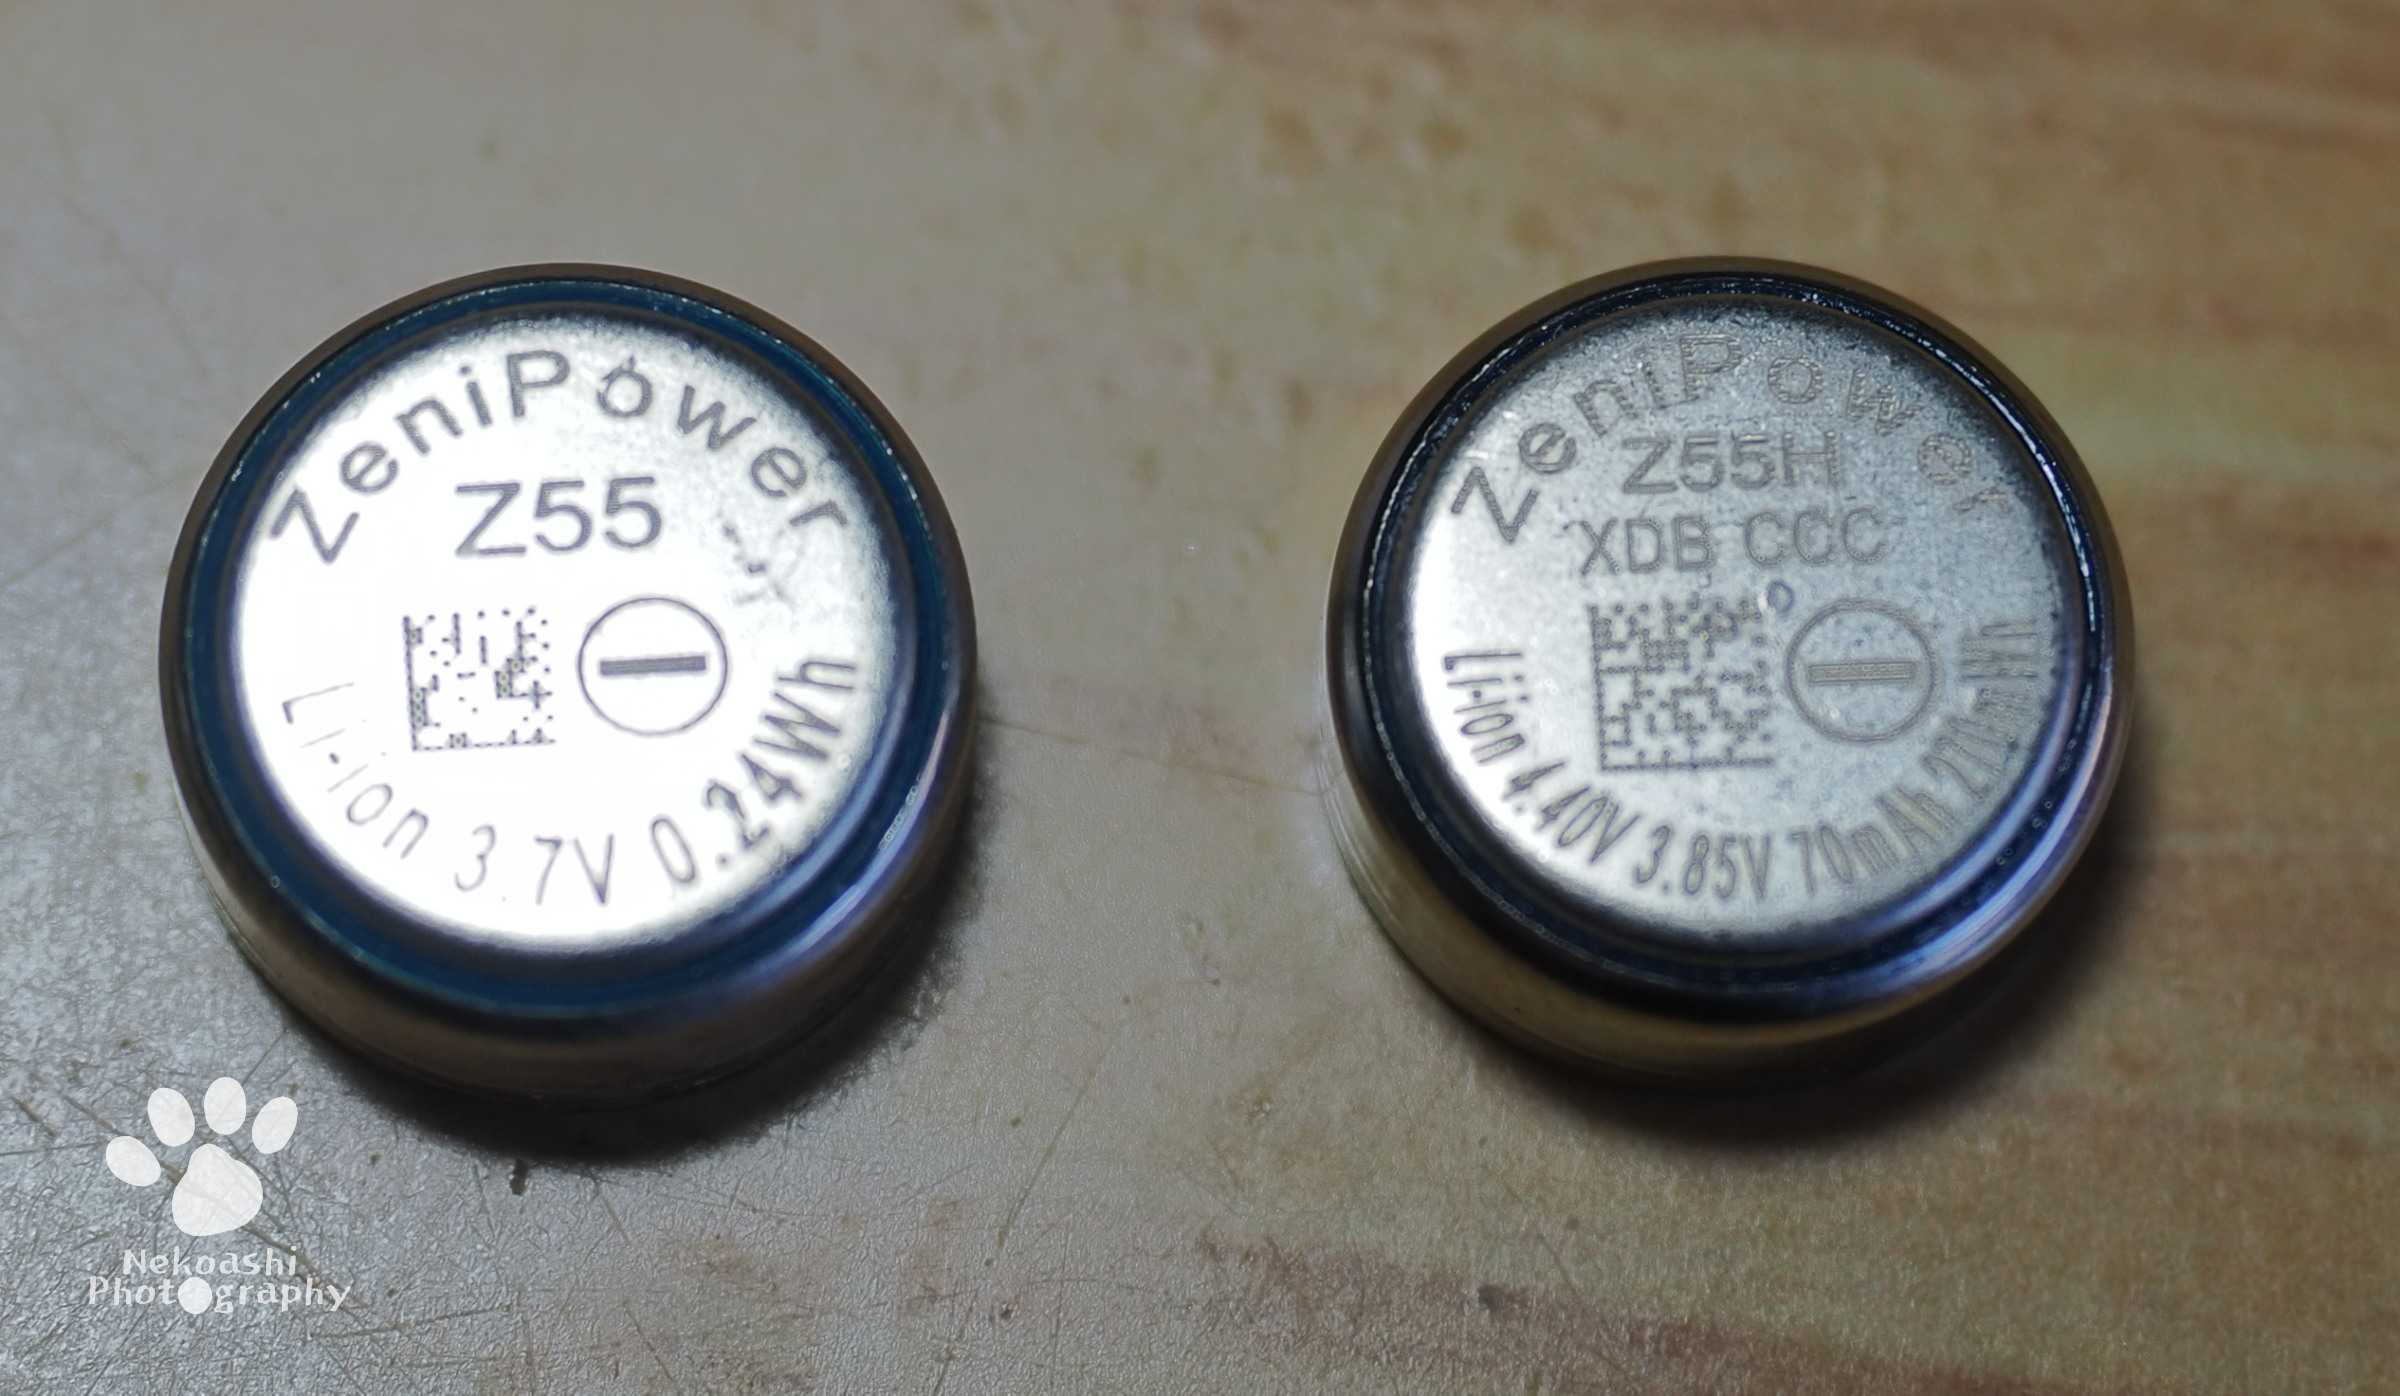 ZeniPower
Z55
Li-ion 3.7V 0.24Wh
ZeniPower
Z55H
XDB CCC
Li-ion 4.40V 3.85V 70mAh 270mWh
Nekoashi
Photography